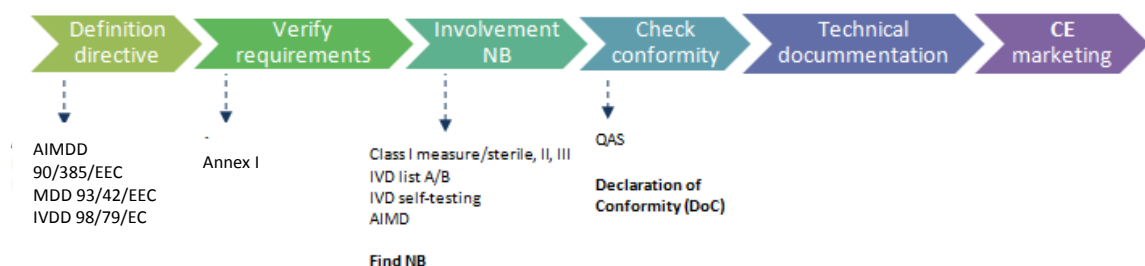 Definition
directive
Verify
requirements
Involvement
NB
Check
conformity
Technical
docummentation
CE
marketing
AIMDD
90/385/EEC
MDD 93/42/EEC
IVDD 98/79/EC
Annex I
Class I measure/sterile, II, III
IVD list A/B
IVD self-testing
AIMD
Find NB
QAS
Declaration of
Conformity (DoC)